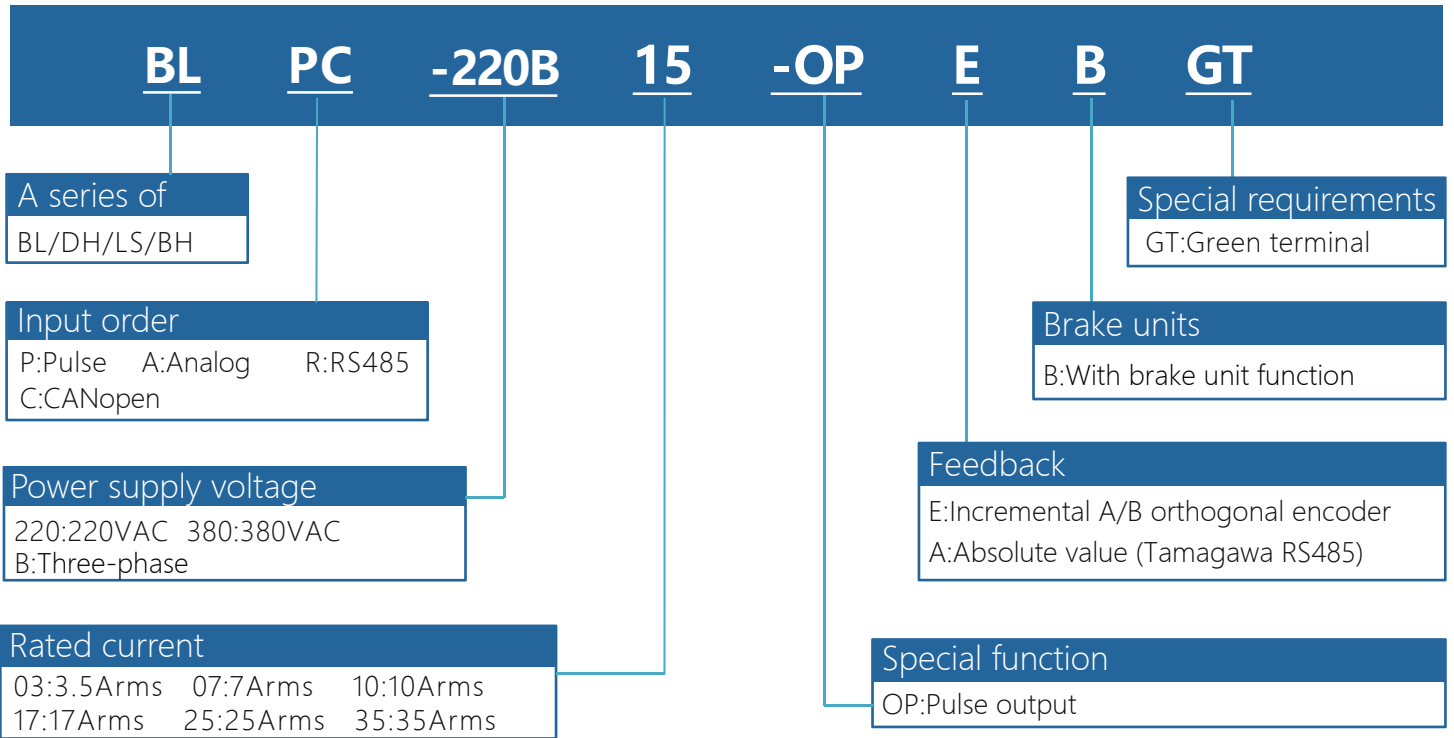 BL PC -220B 15 -OP E B GT
A series of
BL/DH/LS/BH
Special requirements
GT:Green terminal
Input order
P:Pulse A:Analog R:RS485
C:CANopen
Brake units
B:With brake unit function
Power supply voltage
220:220VAC 380:380VAC
B:Three-phase
Feedback
E:Incremental A/B orthogonal encoder
A:Absolute value (Tamagawa RS485)
Rated current
03:3.5Arms 07:7Arms 10:10Arms
17:17Arms 25:25Arms 35:35Arms
Special function
OP:Pulse output